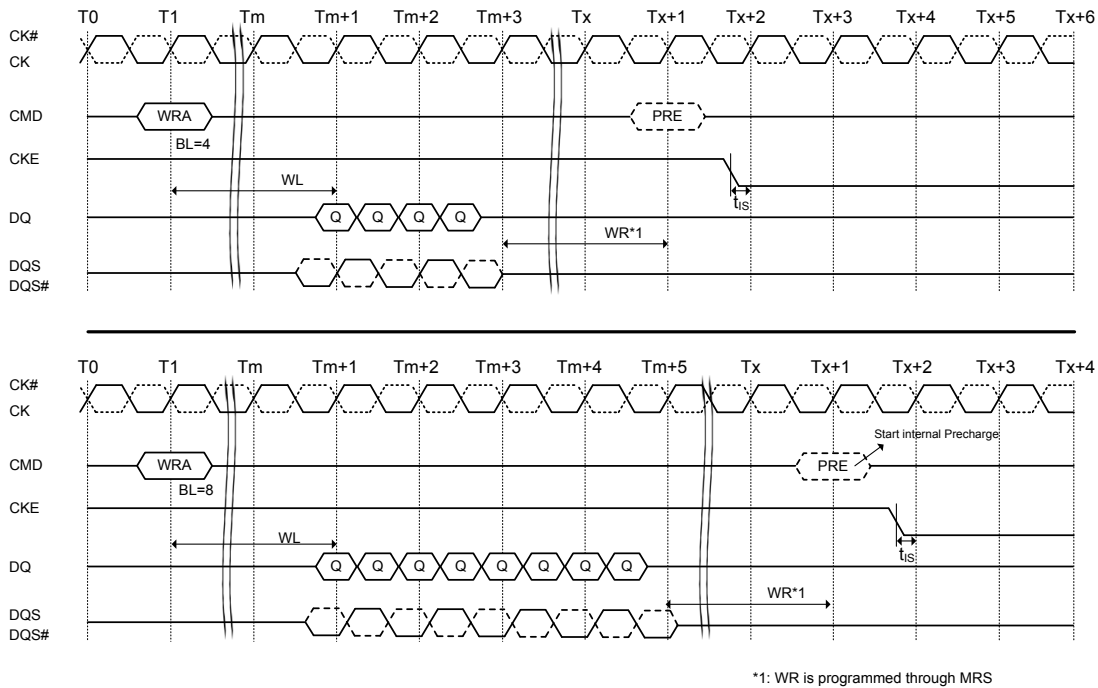 T0 T1 Tm Tm+1 Tm+2 Tm+3 Tx Tx+1 Tx+2 Tx+3 Tx+4 Tx+5 Tx+6
CK#
CK
CMD WRA PRE
BL=4
CKE
WL
tIS
DQ Q Q Q Q
WR*1
DQS
DQS#
T0 T1 Tm Tm+1 Tm+2 Tm+3 Tm+4 Tm+5 Tx Tx+1 Tx+2 Tx+3 Tx+4
CK#
CK
Start internal Precharge
CMD WRA PRE
BL=8
CKE
WL
tIS
DQ Q Q Q Q Q Q Q Q
WR*1
DQS
DQS#
*1: WR is programmed through MRS